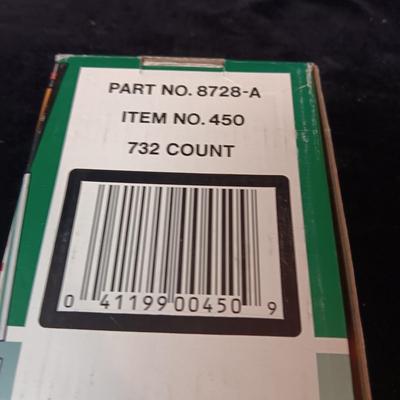 PART NO. 8728-A
ITEM NO. 450
732 COUNT
0 41199 00450 9